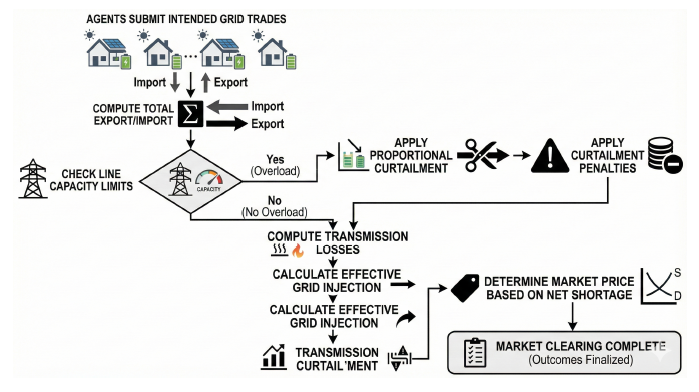 AGENTS SUBMIT INTENDED GRID TRADES
Import
Export
COMPUTE TOTAL
EXPORT/IMPORT
Σ
Import
Export
CHECK LINE
CAPACITY LIMITS
CAPACITY
Yes
(Overload)
APPLY
PROPORTIONAL
CURTAILMENT
APPLY
CURTAILMENT
PENALTIES
No
(No Overload)
COMPUTE TRANSMISSION
LOSSES
CALCULATE EFFECTIVE
GRID INJECTION
CALCULATE EFFECTIVE
GRID INJECTION
TRANSMISSION
CURTAIL'MENT
DETERMINE MARKET PRICE
BASED ON NET SHORTAGE
S
D
MARKET CLEARING COMPLETE
(Outcomes Finalized)